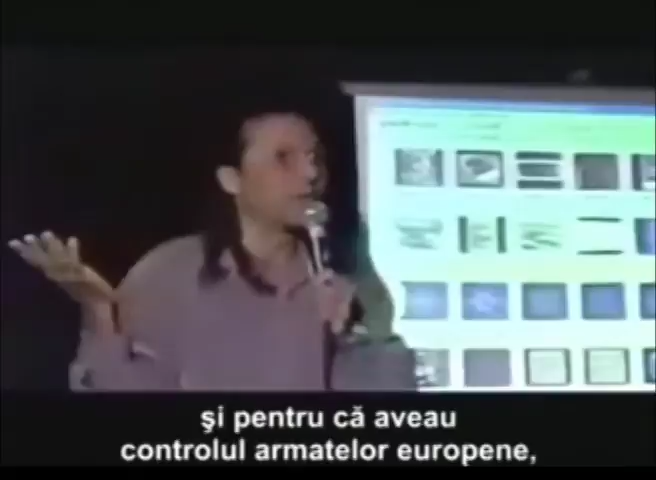 şi pentru că aveau
controlul armatelor europene,